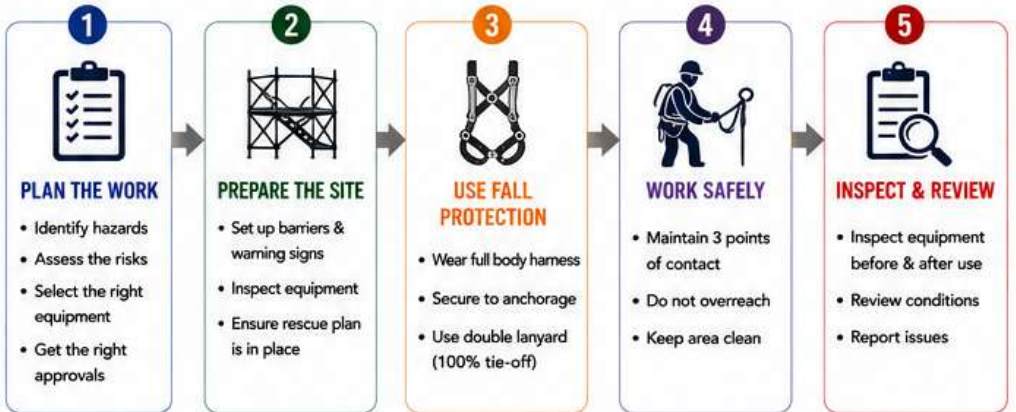 1
PLAN THE WORK
• Identify hazards
• Assess the risks
• Select the right
equipment
• Get the right
approvals
2
PREPARE THE SITE
• Set up barriers &
warning signs
• Inspect equipment
• Ensure rescue plan
is in place
3
USE FALL
PROTECTION
• Wear full body harness
• Secure to anchorage
• Use double lanyard
(100% tie-off)
4
WORK SAFELY
• Maintain 3 points
of contact
• Do not overreach
• Keep area clean
5
INSPECT & REVIEW
• Inspect equipment
before & after use
• Review conditions
• Report issues